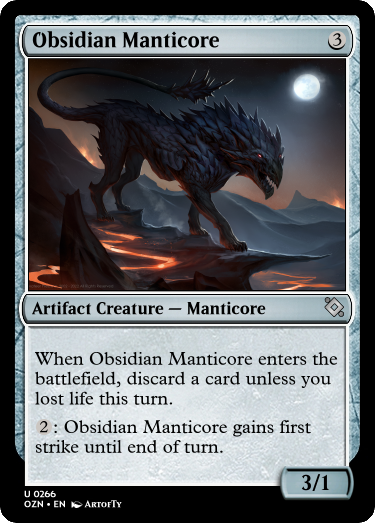 Obsidian Manticore 3
Artifact Creature — Manticore
When Obsidian Manticore enters the
battlefield, discard a card unless you
lost life this turn.
2: Obsidian Manticore gains first
strike until end of turn.
3/1
U 0266
OZN • EN ArtofTy